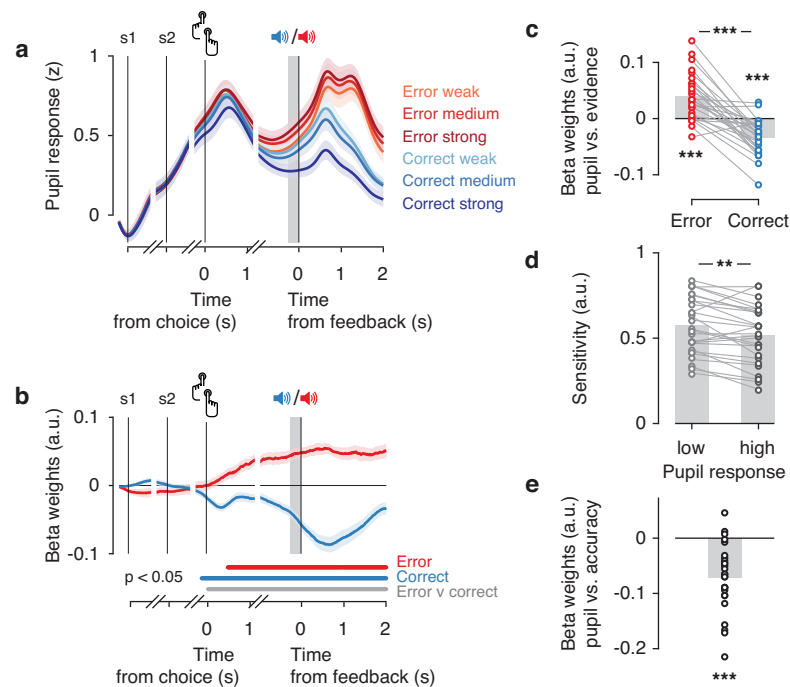 a
s1
s2
/
Pupil response (z)
1
0.5
0
Error weak
Error medium
Error strong
Correct weak
Correct medium
Correct strong
0
1
0
1
2
Time
from choice (s)
Time
from feedback (s)
b
s1
s2
/
Beta weights (a.u.)
0.1
0
-0.1
Error
p < 0.05
Correct
Error v correct
0
1
0
1
2
Time
from choice (s)
Time
from feedback (s)
c
***
***
Beta weights (a.u.)
pupil vs. evidence
0.1
0
-0.1
***
Error
Correct
d
**
Sensitivity (a.u.)
1
0.5
0
low
high
Pupil response
e
Beta weights (a.u.)
pupil vs. accuracy
0
-0.1
-0.2
***